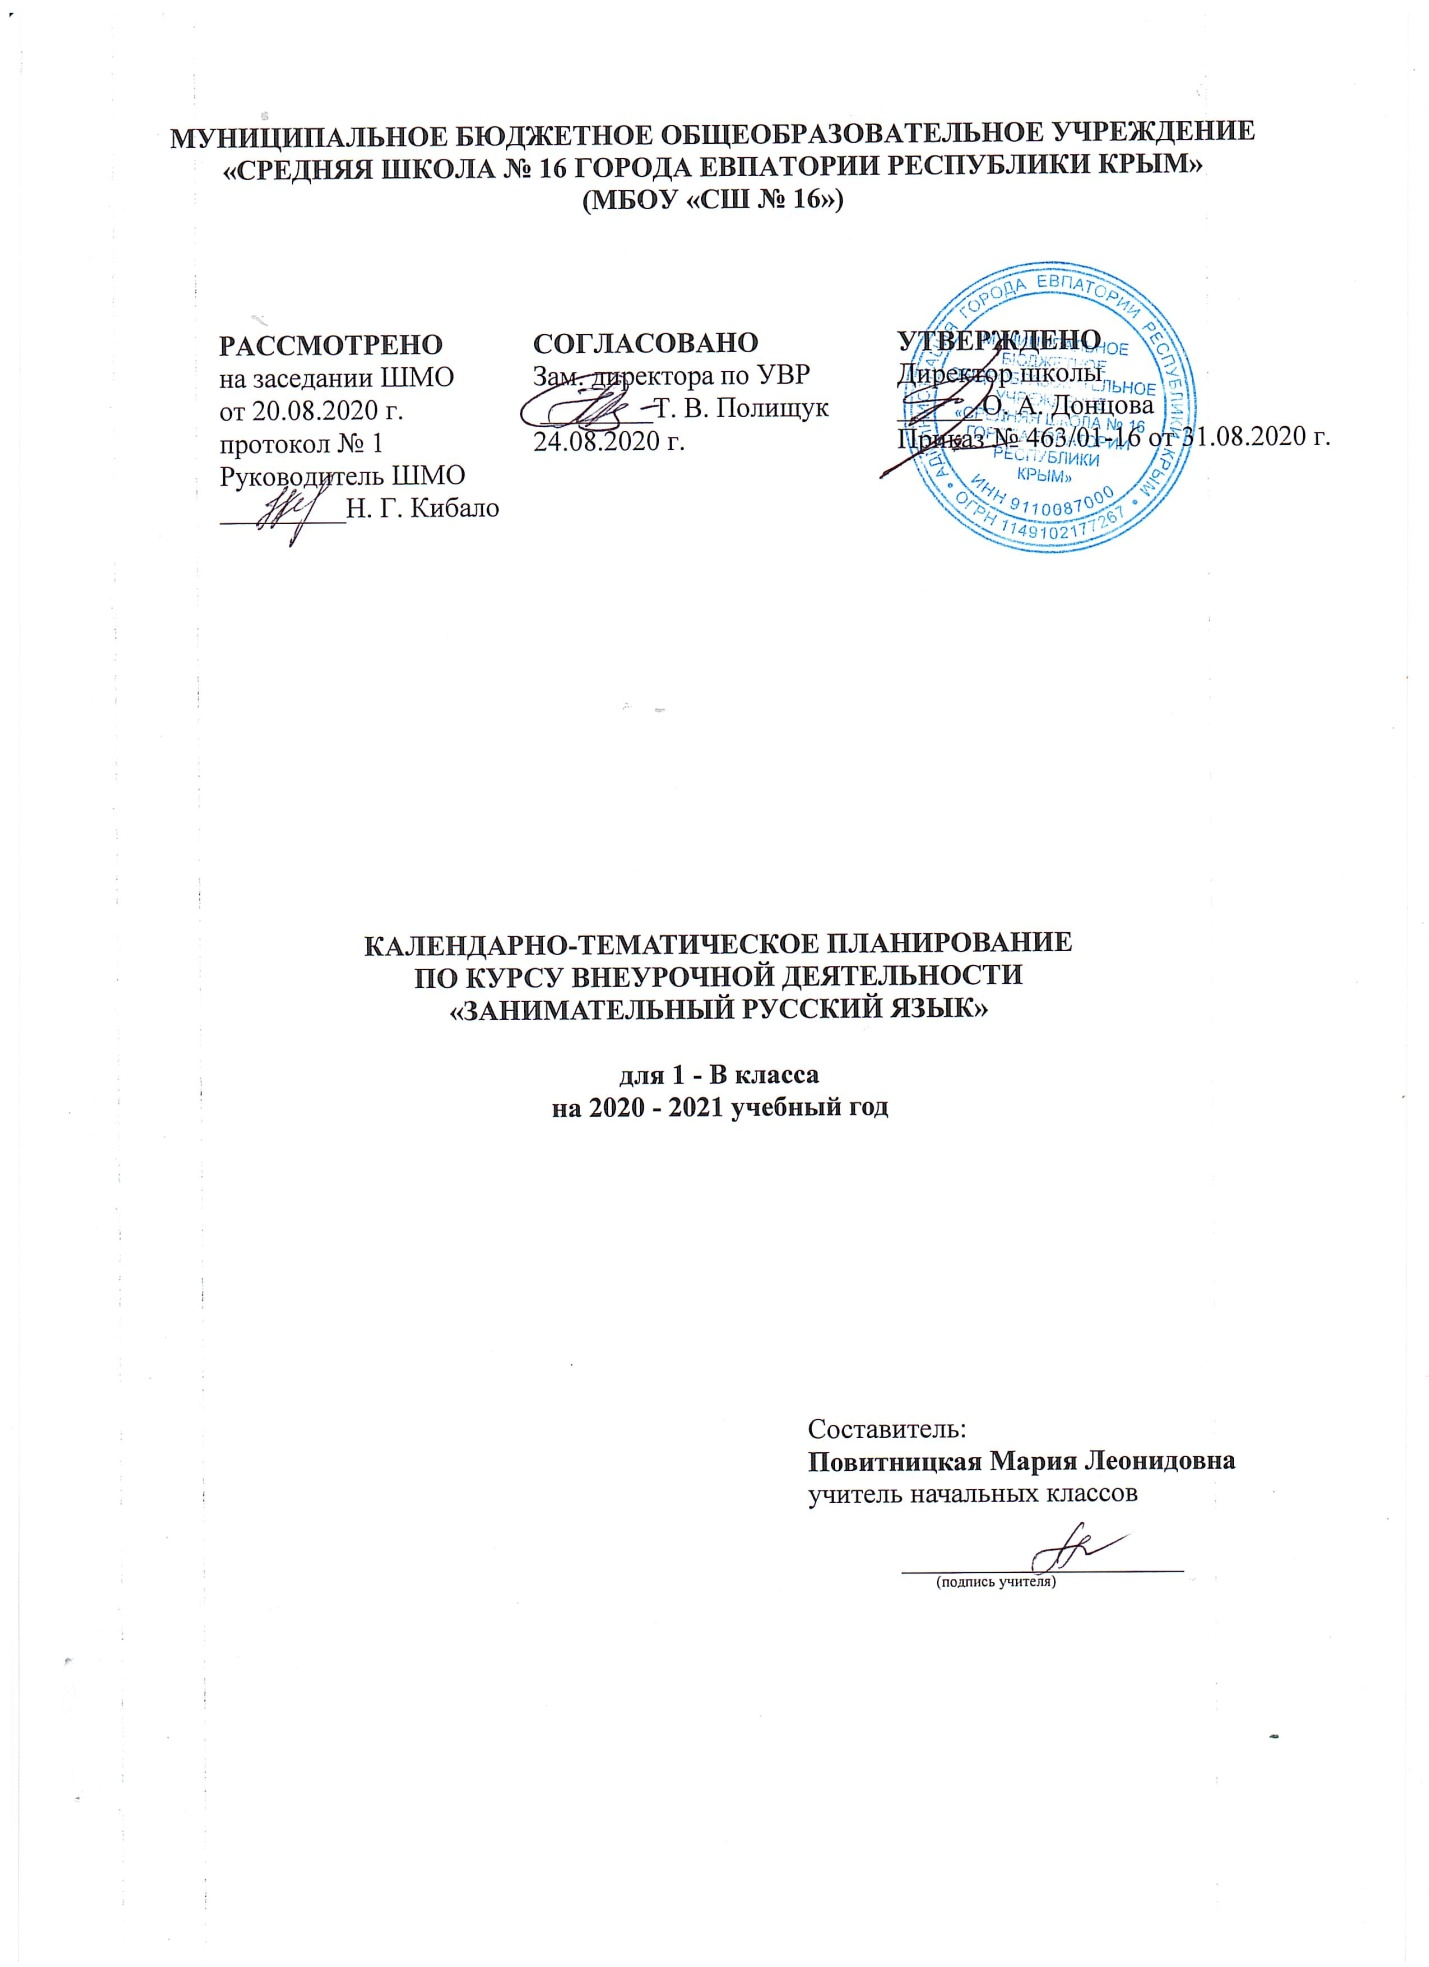 МУНИЦИПАЛЬНОЕ БЮДЖЕТНОЕ ОБЩЕОБРАЗОВАТЕЛЬНОЕ УЧРЕЖДЕНИЕ
«СРЕДНЯЯ ШКОЛА № 16 ГОРОДА ЕВПАТОРИИ РЕСПУБЛИКИ КРЫМ»
(МБОУ «СШ № 16»)
РАССМОТРЕНО
на заседании ШМО
от 20.08.2020 г.
протокол № 1
Руководитель ШМО
Н. Г. Кибало
СОГЛАСОВАНО
Зам. директора по УВР
Т. В. Полищук
24.08.2020 г.
УТВЕРЖДЕНО
Директор школы
О. А. Донцова
Приказ № 463/01-16 от 31.08.2020 г.
ГОРОДА ЕВПАТОРИИ РЕСПУБЛИКИ КРЫМ
РЕСПУБЛИКИ
КРЫМ»
ИНН 9110087000
ОГРН 1149102177267
КАЛЕНДАРНО-ТЕМАТИЧЕСКОЕ ПЛАНИРОВАНИЕ
ПО КУРСУ ВНЕУРОЧНОЙ ДЕЯТЕЛЬНОСТИ
«ЗАНИМАТЕЛЬНЫЙ РУССКИЙ ЯЗЫК»
для 1 - В класса
на 2020 - 2021 учебный год
Составитель:
Повитницкая Мария Леонидовна
учитель начальных классов
(подпись учителя)